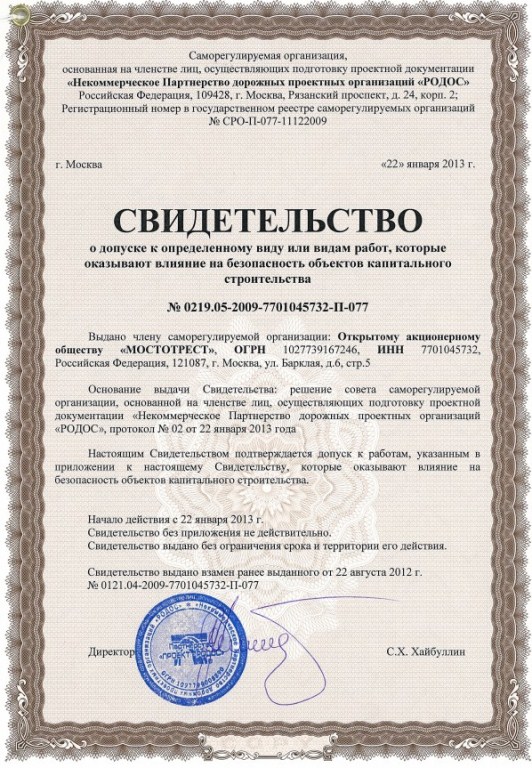 Саморегулируемая организация,
основанная на членстве лиц, осуществляющих подготовку проектной документации
«Некоммерческое Партнерство дорожных проектных организаций «РОДОС»
Российская Федерация, 109428, г. Москва, Рязанский проспект, д. 24, корп. 2;
Регистрационный номер в государственном реестре саморегулируемых организаций
№ СРО-П-077-11122009
г. Москва «22» января 2013 г.
СВИДЕТЕЛЬСТВО
о допуске к определенному виду или видам работ, которые
оказывают влияние на безопасность объектов капитального
строительства
№ 0219.05-2009-7701045732-П-077
Выдано члену саморегулируемой организации: Открытому акционерному
обществу «МОСТОТРЕСТ», ОГРН 1027739167246, ИНН 7701045732,
Российская Федерация, 121087, г. Москва, ул. Барклая, д.6, стр.5
Основание выдачи Свидетельства: решение совета саморегулируемой
организации, основанной на членстве лиц, осуществляющих подготовку проектной
документации «Некоммерческое Партнерство дорожных проектных организаций
«РОДОС», протокол № 02 от 22 января 2013 года
Настоящим Свидетельством подтверждается допуск к работам, указанным в
приложении к настоящему Свидетельству, которые оказывают влияние на
безопасность объектов капитального строительства.
Начало действия с 22 января 2013 г.
Свидетельство без приложения не действительно.
Свидетельство выдано без ограничения срока и территории его действия.
Свидетельство выдано взамен ранее выданного от 22 августа 2012 г.
№ 0121.04-2009-7701045732-П-077
Директор С.Х. Хайбуллин